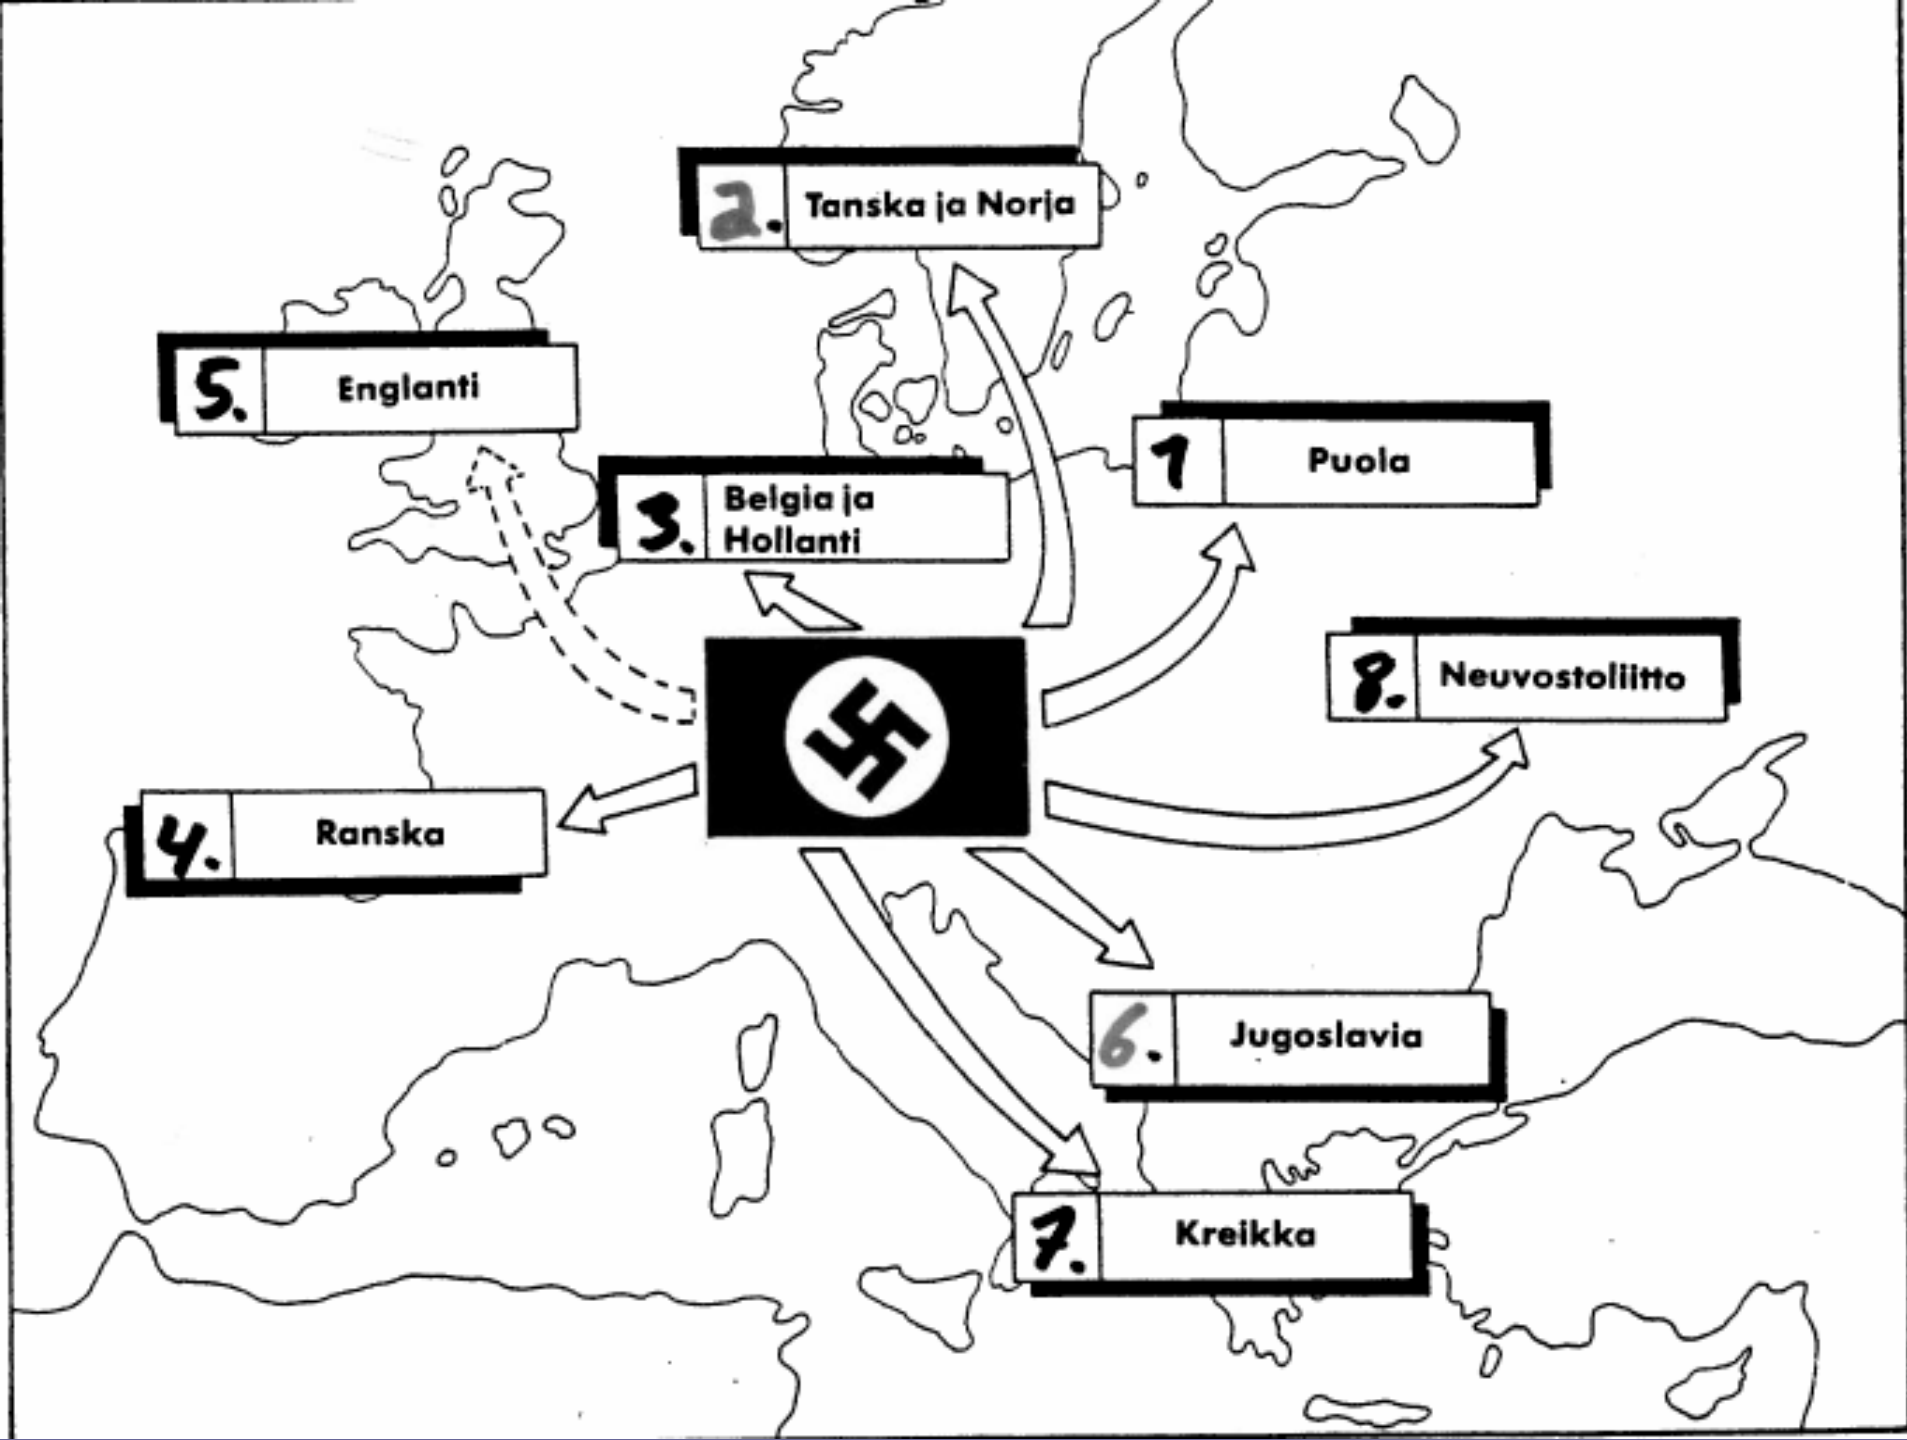 2. Tanska ja Norja
5. Englanti
1 Puola
3. Belgia ja
Hollanti
8. Neuvostoliitto
4. Ranska
6. Jugoslavia
7. Kreikka